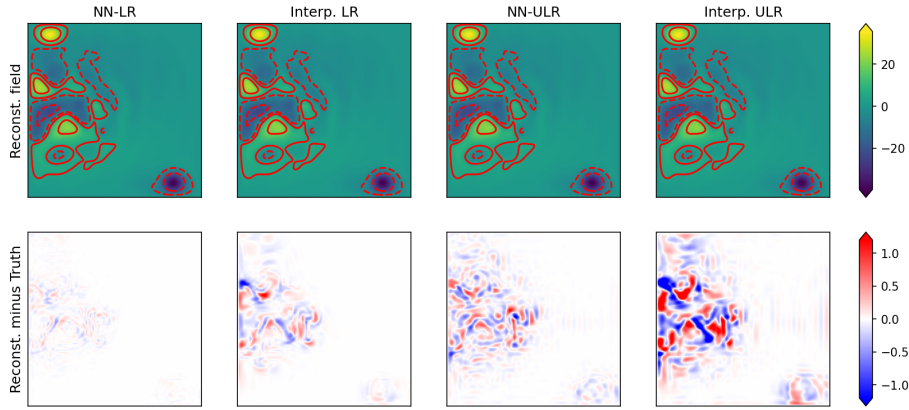 NN-LR
Interp. LR
NN-ULR
Interp. ULR
Reconst. field
20
0
−20
Reconst. minus Truth
1.0
0.5
0.0
−0.5
−1.0